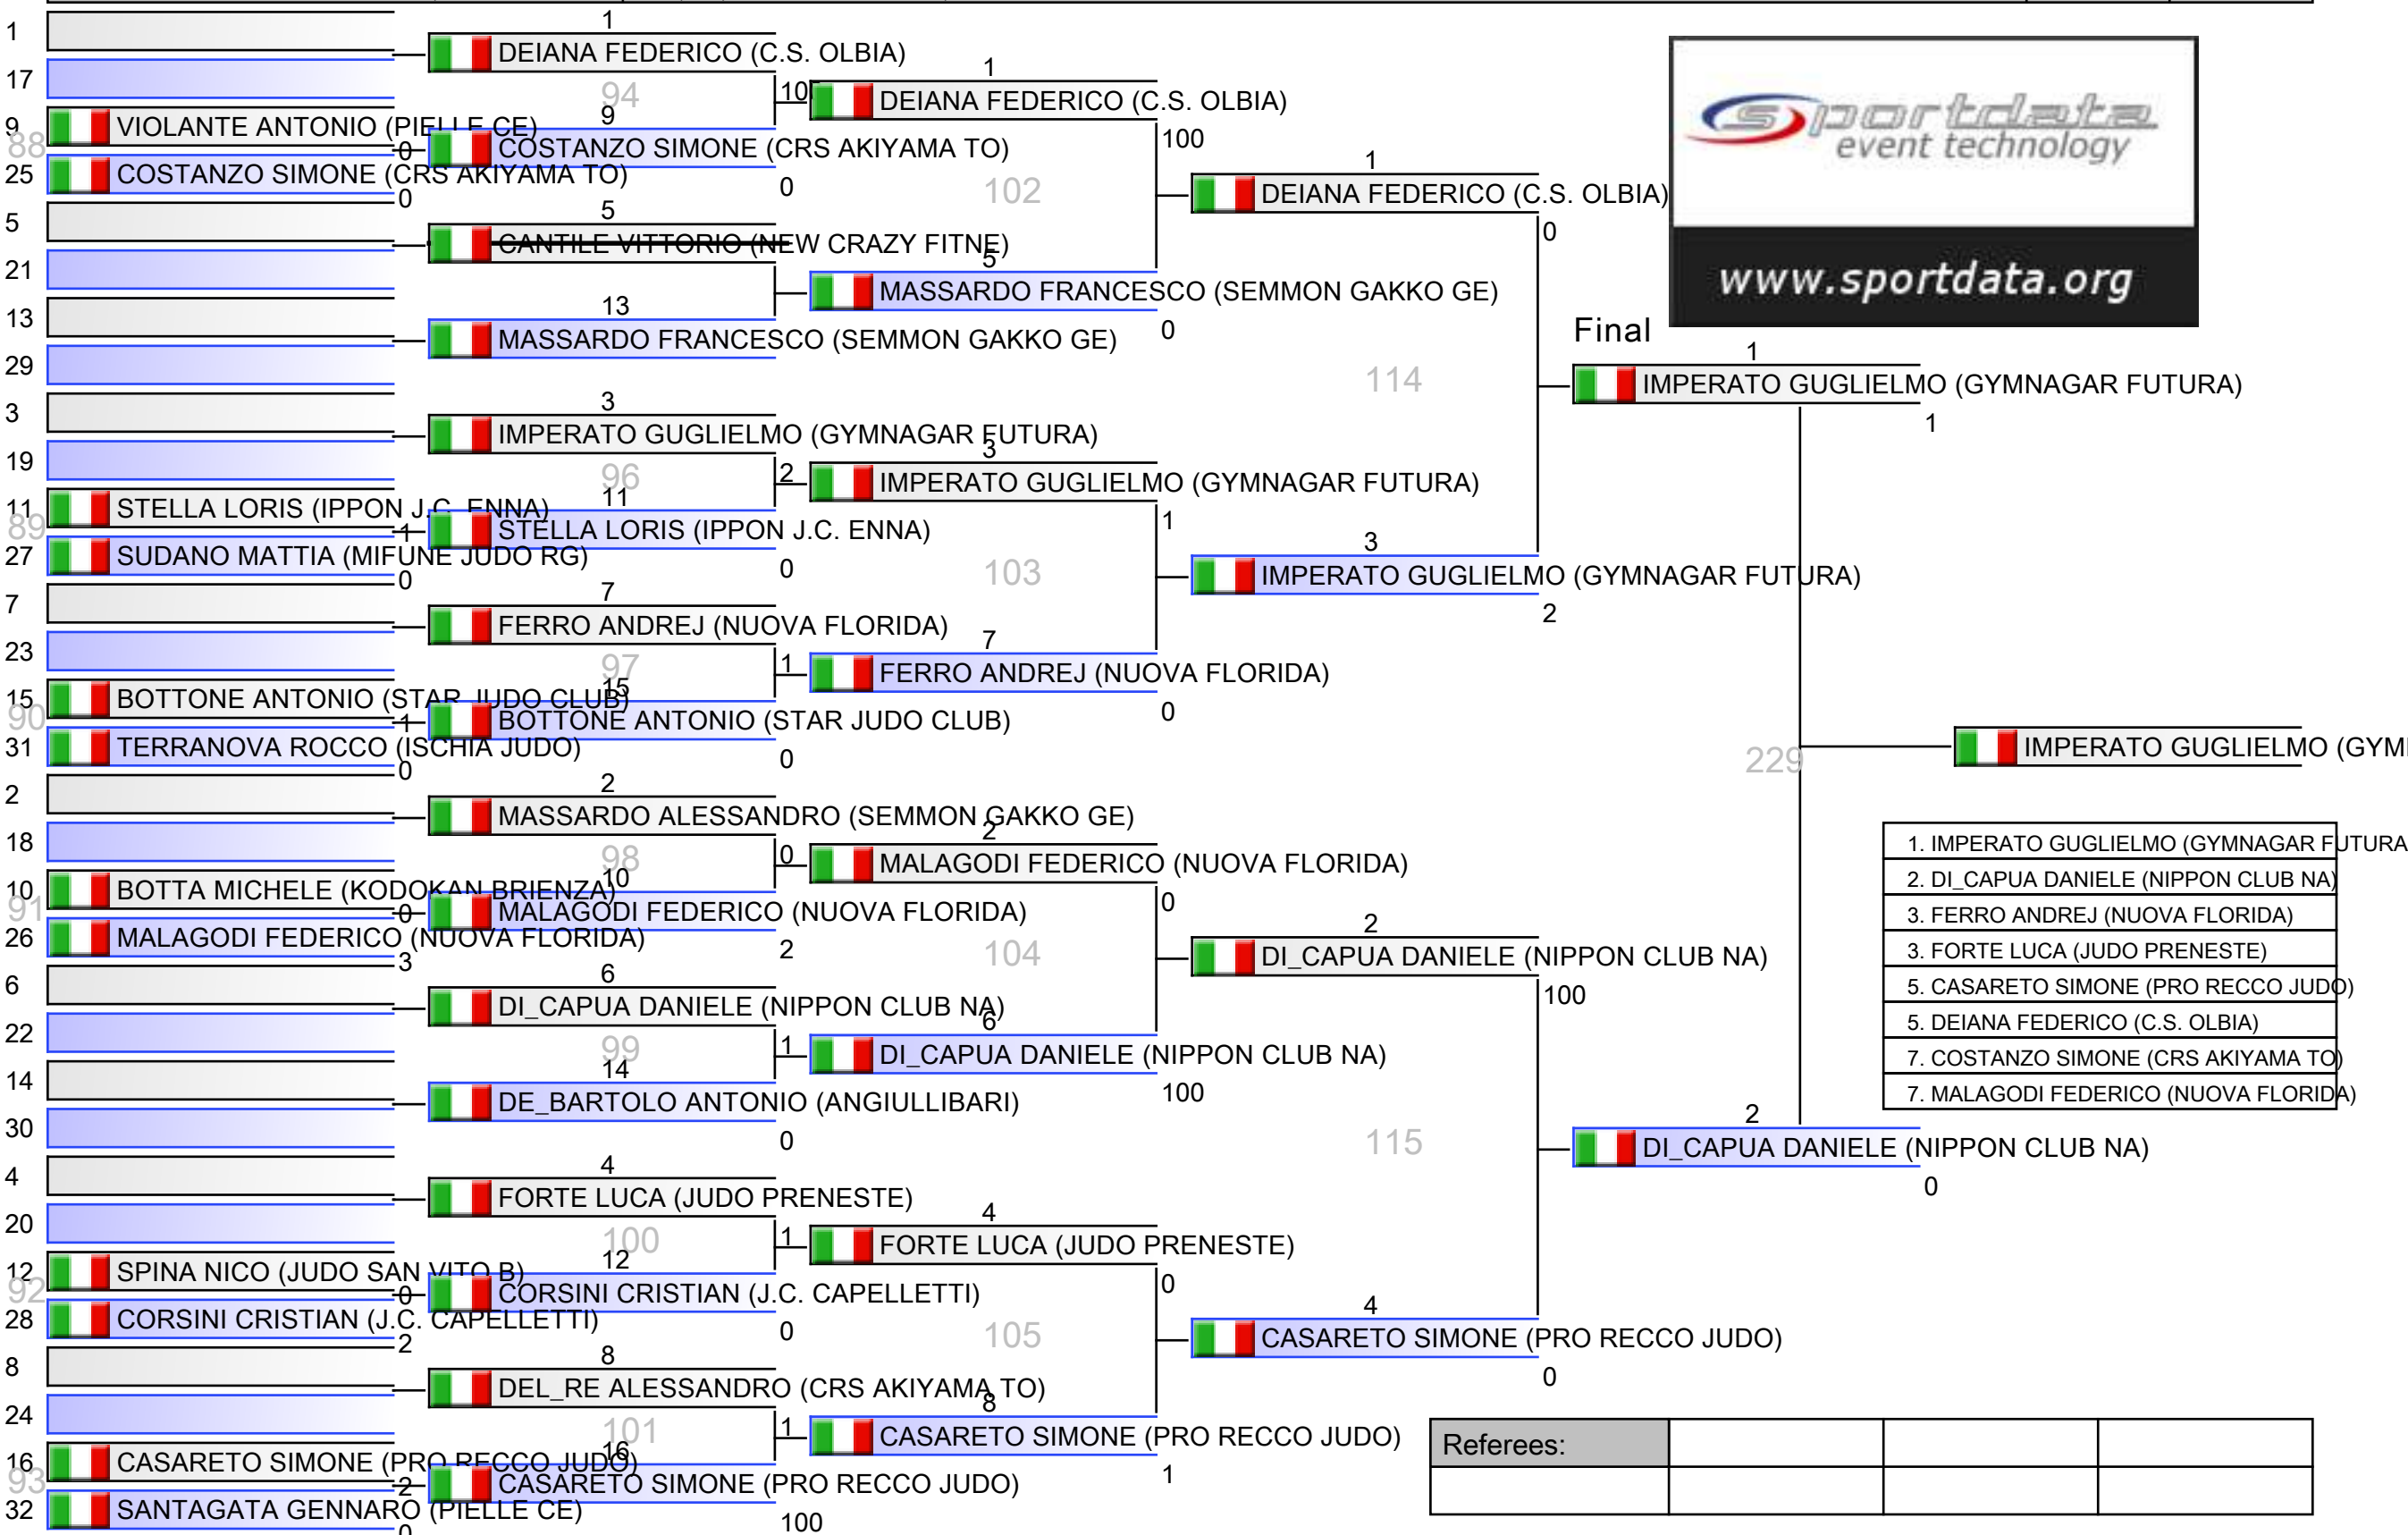 1
17
9 VIOLANTE ANTONIO (PIELLE CE)
88
0
25 COSTANZO SIMONE (CRS AKIYAMA TO)
0
5
21
13
29
3
19
11 STELLA LORIS (IPPON J.C. ENNA)
89
1
27 SUDANO MATTIA (MIFUNE JUDO RG)
0
7
23
15 BOTTONE ANTONIO (STAR JUDO CLUB)
90
1
31 TERRANOVA ROCCO (ISCHIA JUDO)
0
2
18
10 BOTTA MICHELE (KODOKAN BRIENZA)
91
0
26 MALAGODI FEDERICO (NUOVA FLORIDA)
3
6
22
14
30
4
20
12 SPINA NICO (JUDO SAN VITO B)
92
0
28 CORSINI CRISTIAN (J.C. CAPELLETTI)
2
8
24
16 CASARETO SIMONE (PRO RECCO JUDO)
93
2
32 SANTAGATA GENNARO (PIELLE CE)
0
1
DEIANA FEDERICO (C.S. OLBIA)
94
10
9
COSTANZO SIMONE (CRS AKIYAMA TO)
0
5
CANTILE VITTORIO (NEW CRAZY FITNE)
13
MASSARDO FRANCESCO (SEMMON GAKKO GE)
3
IMPERATO GUGLIELMO (GYMNAGAR FUTURA)
96
2
11
STELLA LORIS (IPPON J.C. ENNA)
0
7
FERRO ANDREJ (NUOVA FLORIDA)
97
1
15
BOTTONE ANTONIO (STAR JUDO CLUB)
0
2
MASSARDO ALESSANDRO (SEMMON GAKKO GE)
98
0
10
MALAGODI FEDERICO (NUOVA FLORIDA)
2
6
DI_CAPUA DANIELE (NIPPON CLUB NA)
99
1
14
DE_BARTOLO ANTONIO (ANGIULLIBARI)
0
4
FORTE LUCA (JUDO PRENESTE)
100
1
12
CORSINI CRISTIAN (J.C. CAPELLETTI)
0
8
DEL_RE ALESSANDRO (CRS AKIYAMA TO)
101
1
16
CASARETO SIMONE (PRO RECCO JUDO)
100
1
DEIANA FEDERICO (C.S. OLBIA)
100
102
5
MASSARDO FRANCESCO (SEMMON GAKKO GE)
0
3
IMPERATO GUGLIELMO (GYMNAGAR FUTURA)
1
103
7
FERRO ANDREJ (NUOVA FLORIDA)
0
2
MALAGODI FEDERICO (NUOVA FLORIDA)
0
104
6
DI_CAPUA DANIELE (NIPPON CLUB NA)
100
4
FORTE LUCA (JUDO PRENESTE)
0
105
8
CASARETO SIMONE (PRO RECCO JUDO)
1
1
DEIANA FEDERICO (C.S. OLBIA)
0
114
3
IMPERATO GUGLIELMO (GYMNAGAR FUTURA)
2
2
DI_CAPUA DANIELE (NIPPON CLUB NA)
100
115
4
CASARETO SIMONE (PRO RECCO JUDO)
0
sportdata
event technology
www.sportdata.org
Final
1
IMPERATO GUGLIELMO (GYMNAGAR FUTURA)
1
229
2
DI_CAPUA DANIELE (NIPPON CLUB NA)
0
IMPERATO GUGLIELMO (GYM
1. IMPERATO GUGLIELMO (GYMNAGAR FUTURA
2. DI_CAPUA DANIELE (NIPPON CLUB NA)
3. FERRO ANDREJ (NUOVA FLORIDA)
3. FORTE LUCA (JUDO PRENESTE)
5. CASARETO SIMONE (PRO RECCO JUDO)
5. DEIANA FEDERICO (C.S. OLBIA)
7. COSTANZO SIMONE (CRS AKIYAMA TO)
7. MALAGODI FEDERICO (NUOVA FLORIDA)
Referees: